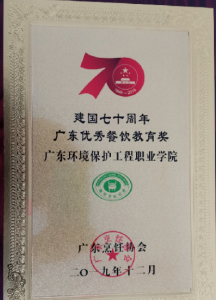 70
建国七十周年
广东优秀餐饮教育奖
广东环境保护工程职业学院
广东烹饪协会
二〇一九年十二月